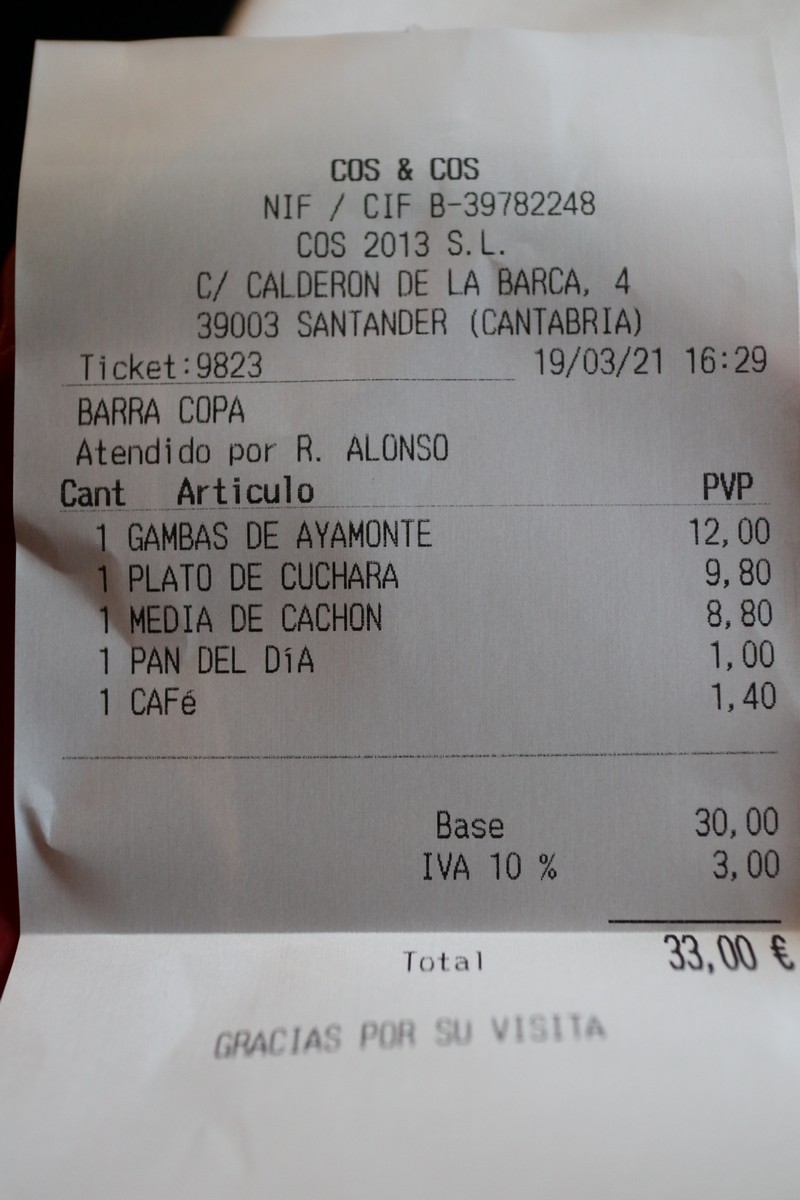 COS & COS
NIF / CIF B-39782248
COS 2013 S.L.
C/ CALDERON DE LA BARCA, 4
39003 SANTANDER (CANTABRIA)
Ticket:9823 19/03/21 16:29
BARRA COPA
Atendido por R. ALONSO
Cant Articulo PVP
1 GAMBAS DE AYAMONTE 12,00
1 PLATO DE CUCHARA 9,80
1 MEDIA DE CACHON 8,80
1 PAN DEL DíA 1,00
1 CAFé 1,40
Base 30,00
IVA 10 % 3,00
Total 33,00 €
GRACIAS POR SU VISITA